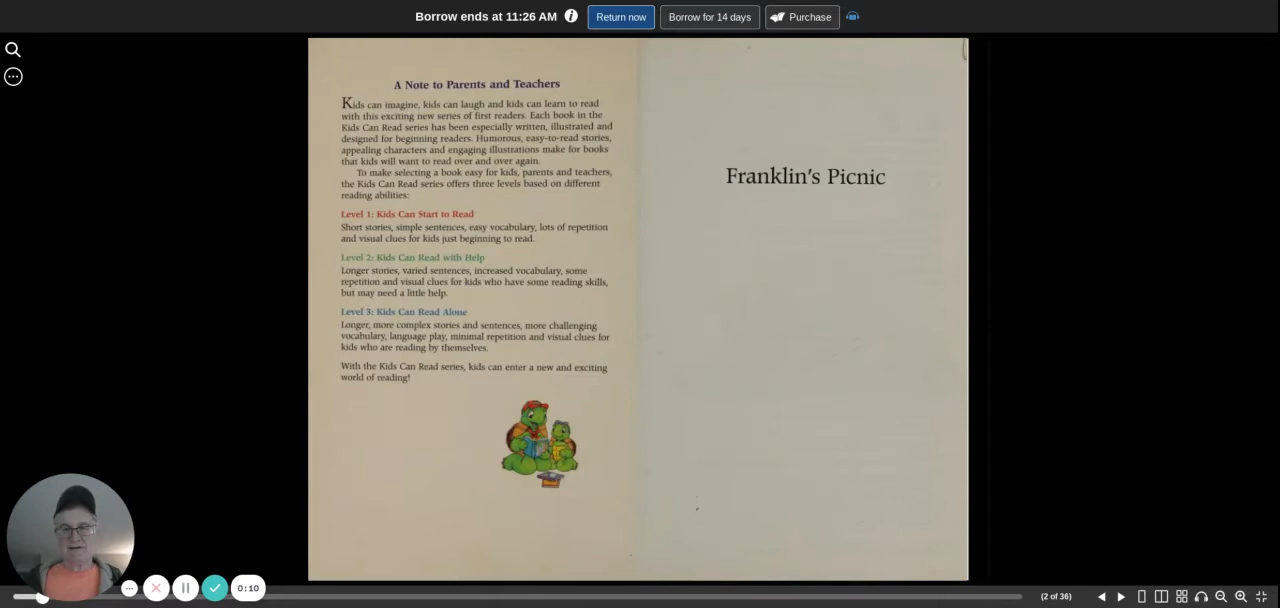 Borrow ends at 11:26 AM i Return now Borrow for 14 days Purchase
A Note to Parents and Teachers
Kids can imagine, kids can laugh and kids can learn to read
with this exciting new series of first readers. Each book in the
Kids Can Read series has been especially written, illustrated and
designed for beginning readers. Humorous, easy-to-read stories,
appealing characters and engaging illustrations make for books
that kids will want to read over and over again.
To make selecting a book easy for kids, parents and teachers,
the Kids Can Read series offers three levels based on different
reading abilities:
Level 1: Kids Can Start to Read
Short stories, simple sentences, easy vocabulary, lots of repetition
and visual clues for kids just beginning to read.
Level 2: Kids Can Read with Help
Longer stories, varied sentences, increased vocabulary, some
repetition and visual clues for kids who have some reading skills,
but may need a little help.
Level 3: Kids Can Read Alone
Longer, more complex stories and sentences, more challenging
vocabulary, language play, minimal repetition and visual clues for
kids who are reading by themselves.
With the Kids Can Read series, kids can enter a new and exciting
world of reading!
Franklin's Picnic
0:10
(2 of 36)